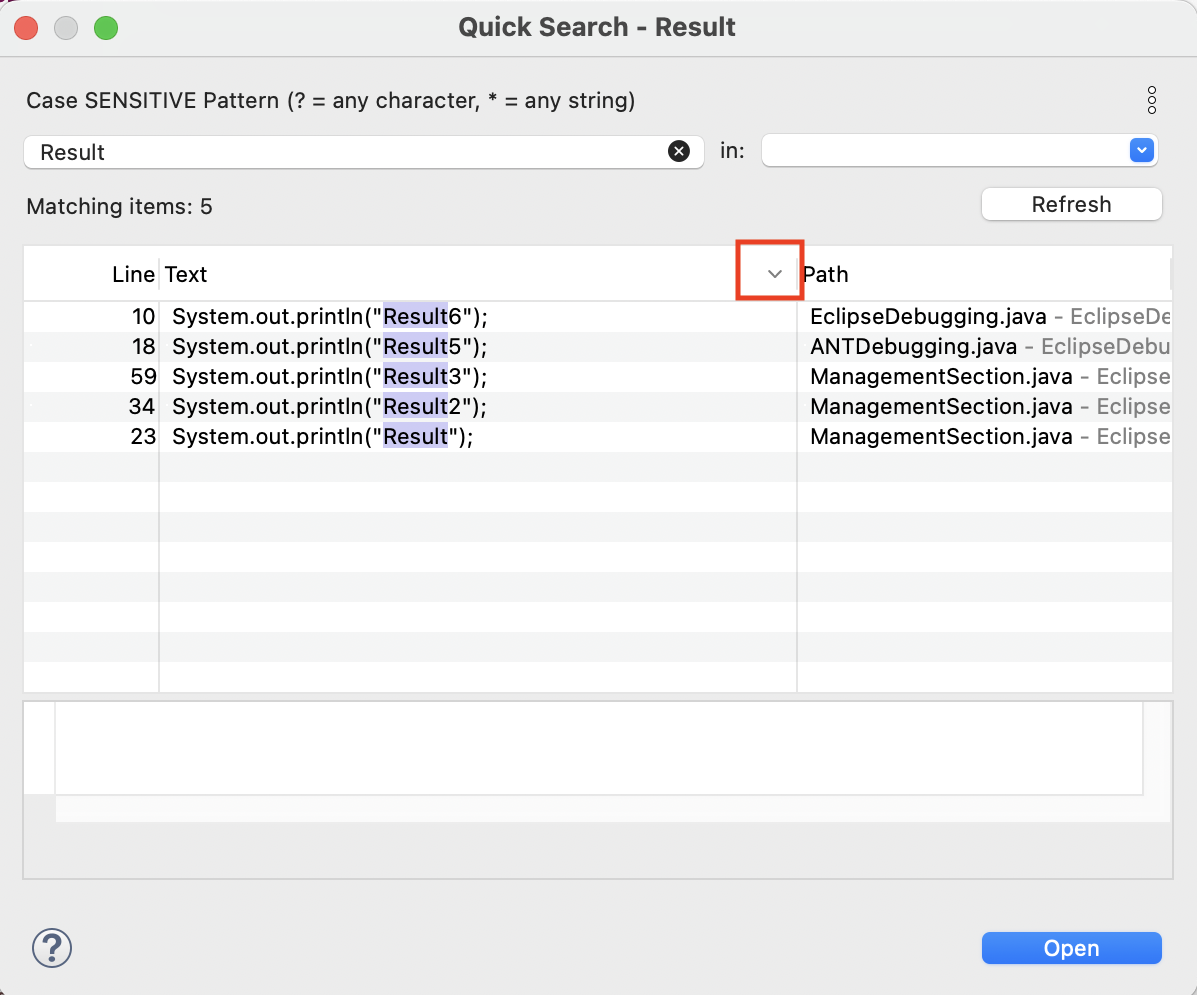 Quick Search - Result
Case SENSITIVE Pattern (? = any character, * = any string)
Result in:
Matching items: 5 Refresh
Line Text Path
10 System.out.println("Result6"); EclipseDebugging.java - EclipseDe
18 System.out.println("Result5"); ANTDebugging.java - EclipseDebu
59 System.out.println("Result3"); ManagementSection.java - Eclipse
34 System.out.println("Result2"); ManagementSection.java - Eclipse
23 System.out.println("Result"); ManagementSection.java - Eclipse
? Open